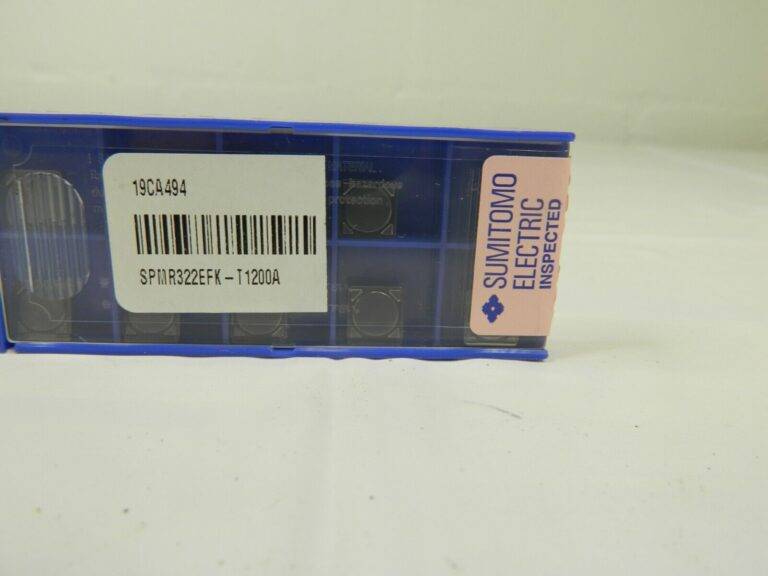 19CA494
SPMR322EFK-T1200A
SUMITOMO
ELECTRIC
INSPECTED